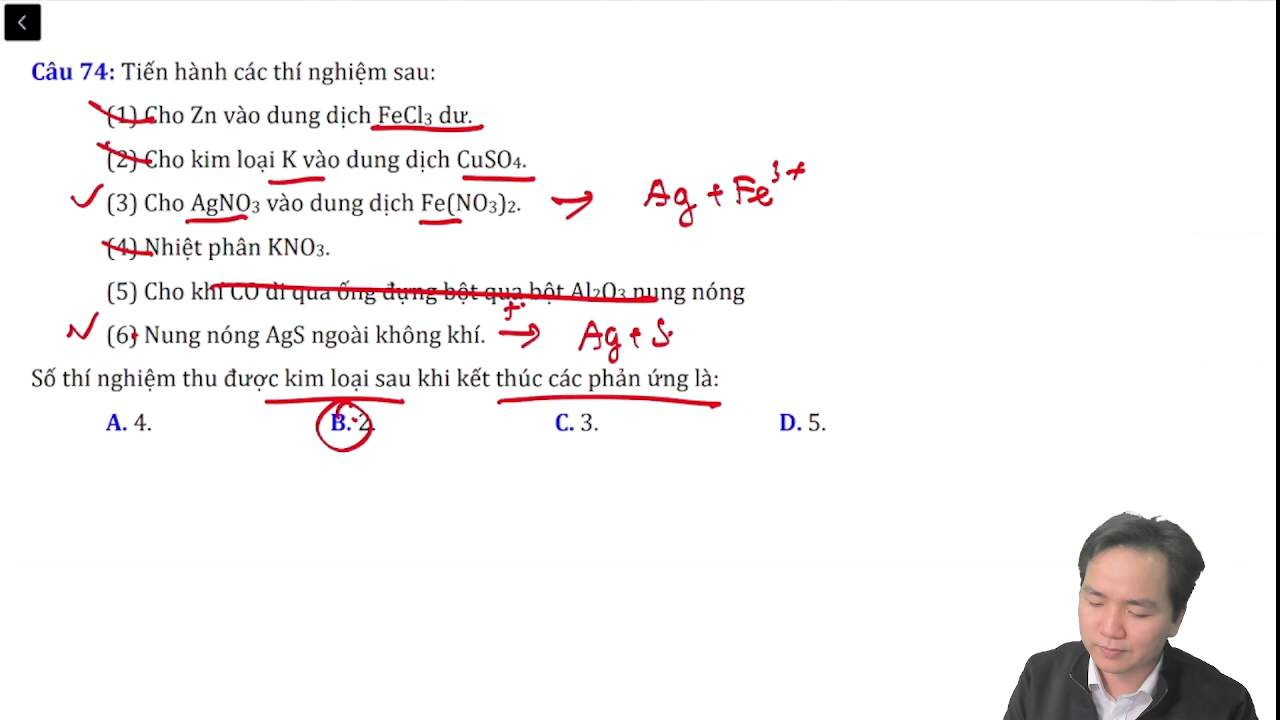 Câu 74: Tiến hành các thí nghiệm sau:
(1) Cho Zn vào dung dịch FeCl3 dư.
(2) Cho kim loại K vào dung dịch CuSO4.
(3) Cho AgNO3 vào dung dịch Fe(NO3)2. → Ag + Fe³⁺
(4) Nhiệt phân KNO3.
(5) Cho khí CO đi qua ống đựng bột qua bột Al2O3 nung nóng
(6) Nung nóng AgS ngoài không khí. → Ag + S
Số thí nghiệm thu được kim loại sau khi kết thúc các phản ứng là:
A. 4. B. 2. C. 3. D. 5.